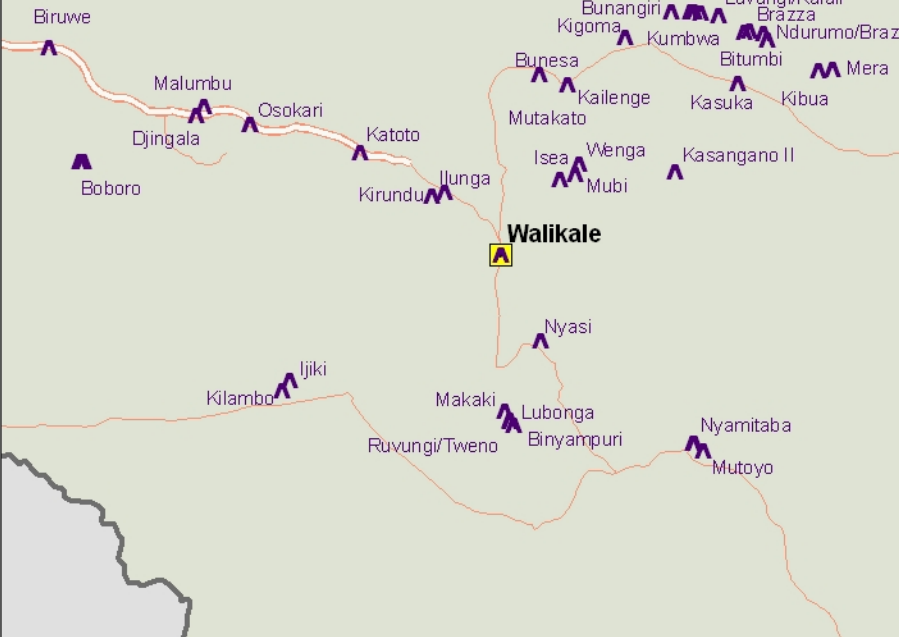 Bunangiri
Brazza
Biruwe
Kigoma
Kumbwa
Ndurumo/Braz
Bunesa
Bitumbi
Mera
Malumbu
Kailenge
Kasuka
Kibua
Osokari
Mutakato
Djingala
Katoto
Isea
Wenga
Kasangano II
Boboro
Kirundu
Ilunga
Mubi
Walikale
Nyasi
Ijiki
Kilambo
Makaki
Lubonga
Nyamitaba
Ruvungi/Tweno
Binyampuri
Mutoyo